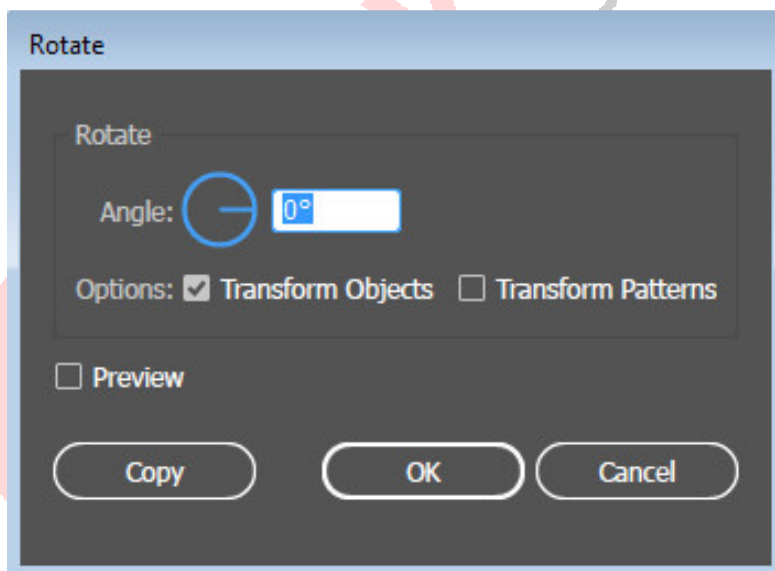 Rotate
Rotate
Angle: 0°
Options: Transform Objects Transform Patterns
Preview
Copy OK Cancel